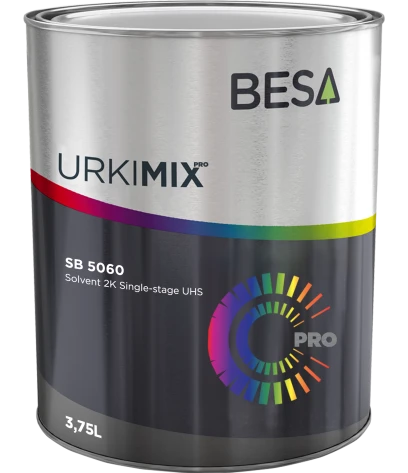 BESA
URKIMIX PRO
SB 5060
Solvent 2K Single-stage UHS
PRO
3,75L